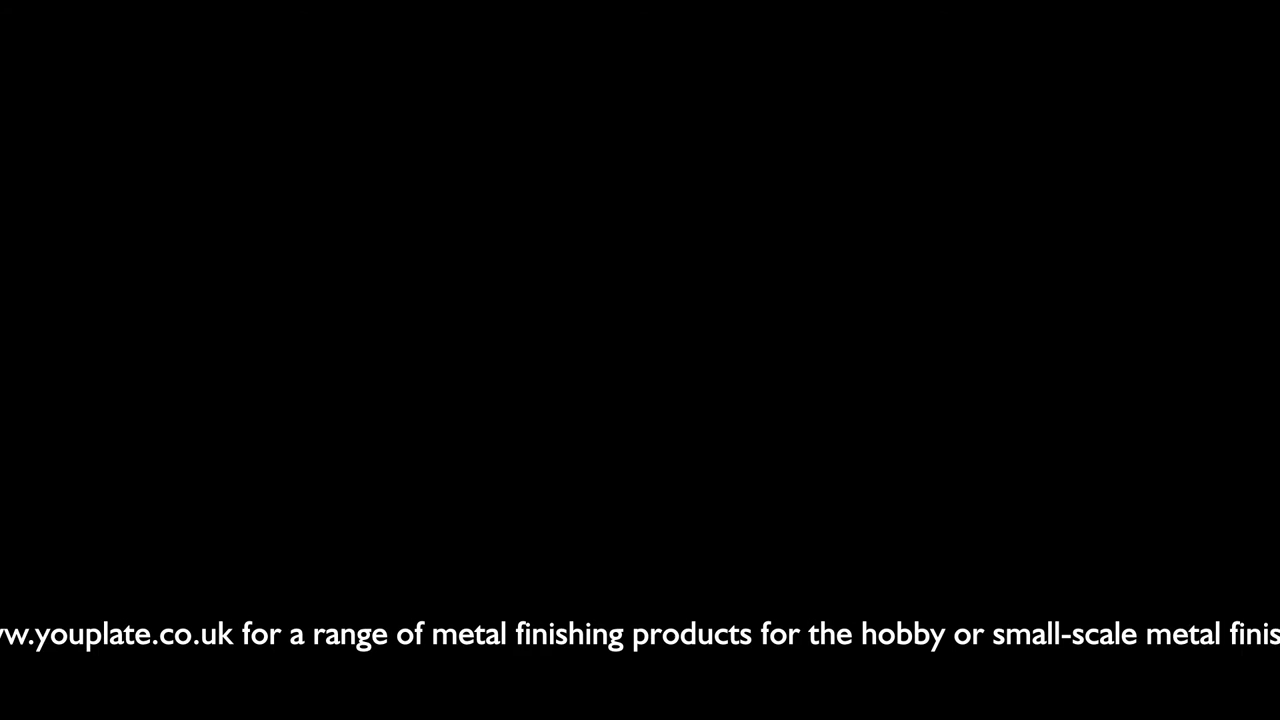 w.youplate.co.uk for a range of metal finishing products for the hobby or small-scale metal finis